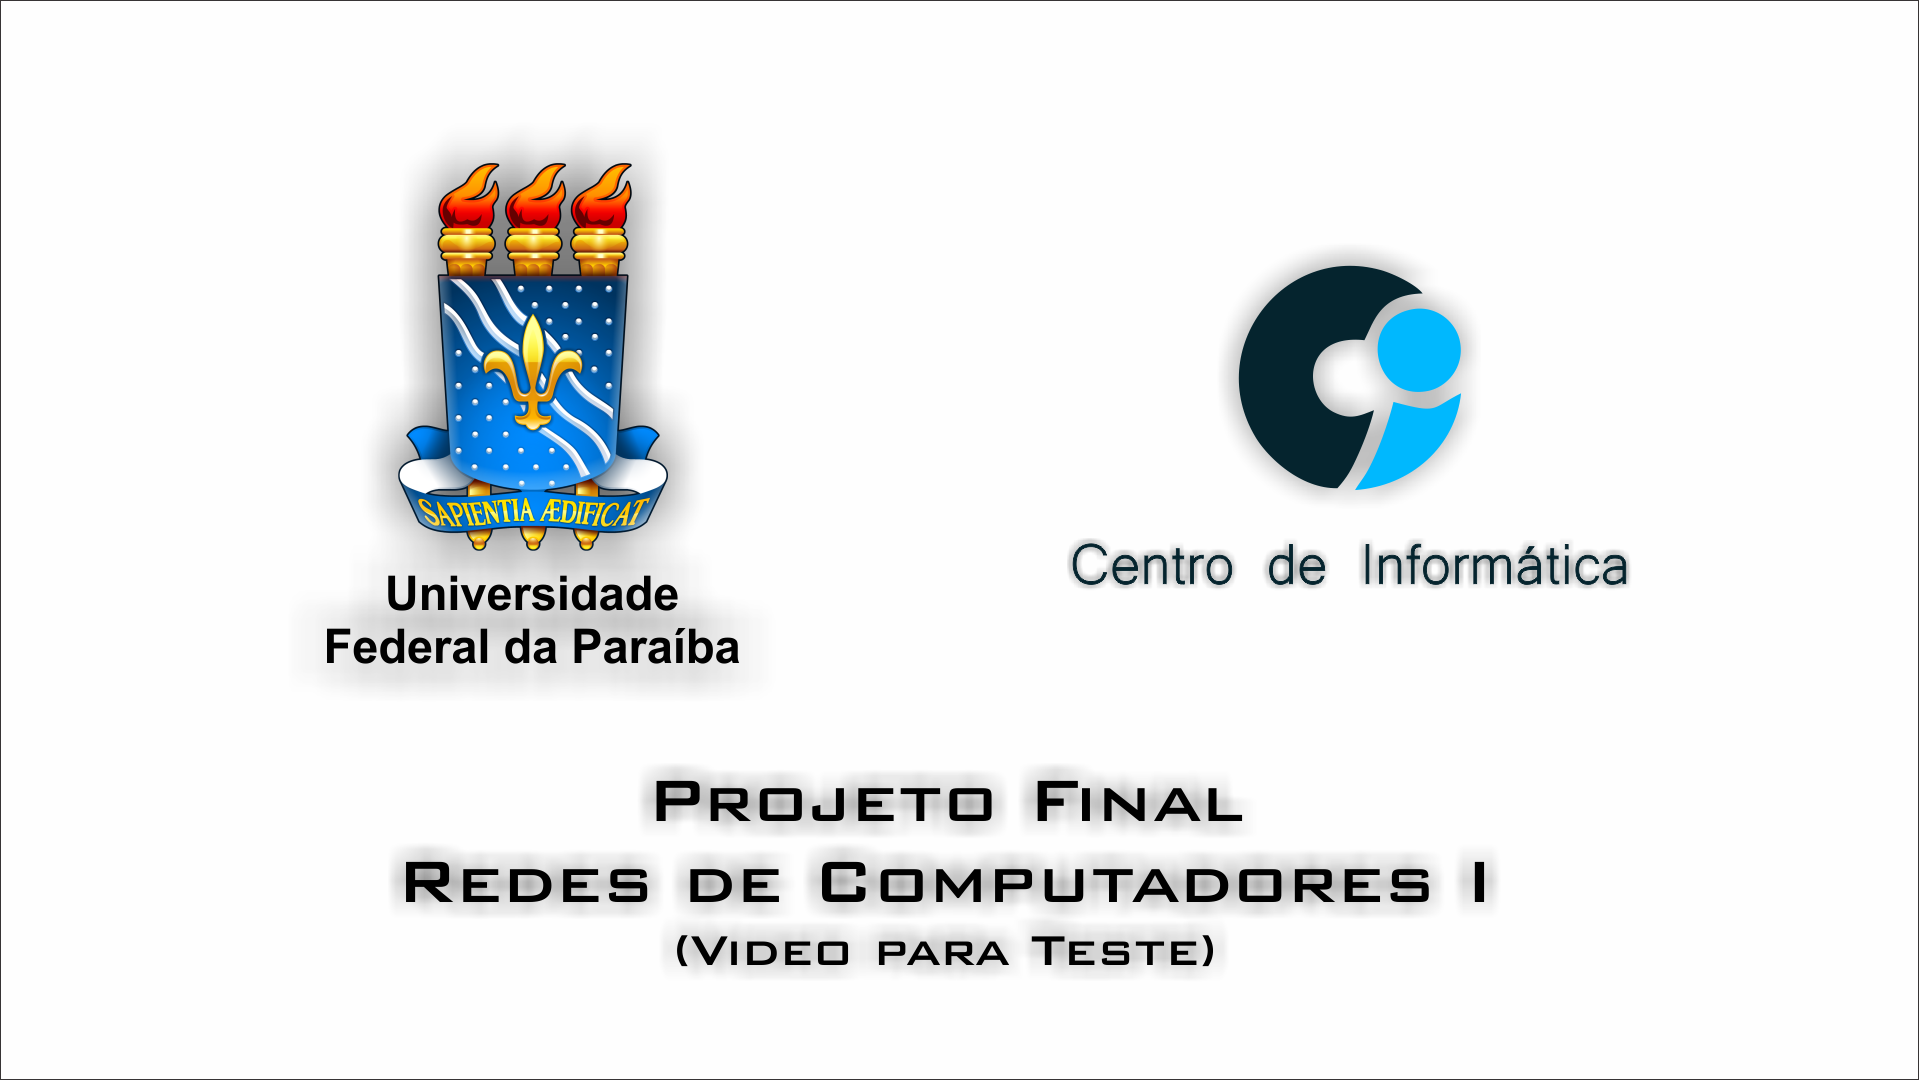 SAPIENTIA ÆDIFICAT
Universidade
Federal da Paraíba
Centro de Informática
Projeto Final
Redes de Computadores I
(Video para Teste)